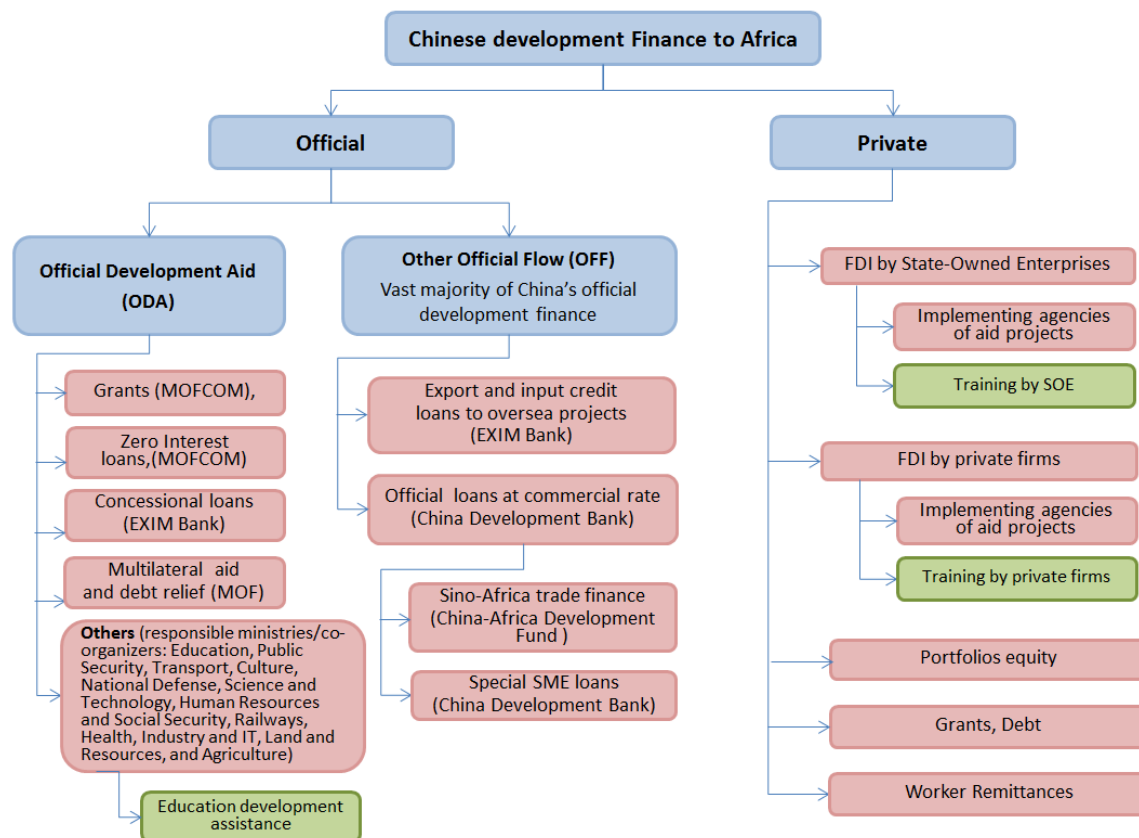 Chinese development Finance to Africa
Official
Private
Official Development Aid
(ODA)
Other Official Flow (OFF)
Vast majority of China's official
development finance
Grants (MOFCOM),
Zero Interest
loans,(MOFCOM)
Concessional loans
(EXIM Bank)
Multilateral aid
and debt relief (MOF)
Others (responsible ministries/co-
organizers: Education, Public
Security, Transport, Culture,
National Defense, Science and
Technology, Human Resources
and Social Security, Railways,
Health, Industry and IT, Land and
Resources, and Agriculture)
Education development
assistance
Export and input credit
loans to oversea projects
(EXIM Bank)
Official loans at commercial rate
(China Development Bank)
Sino-Africa trade finance
(China-Africa Development
Fund )
Special SME loans
(China Development Bank)
FDI by State-Owned Enterprises
Implementing agencies
of aid projects
Training by SOE
FDI by private firms
Implementing agencies
of aid projects
Training by private firms
Portfolios equity
Grants, Debt
Worker Remittances